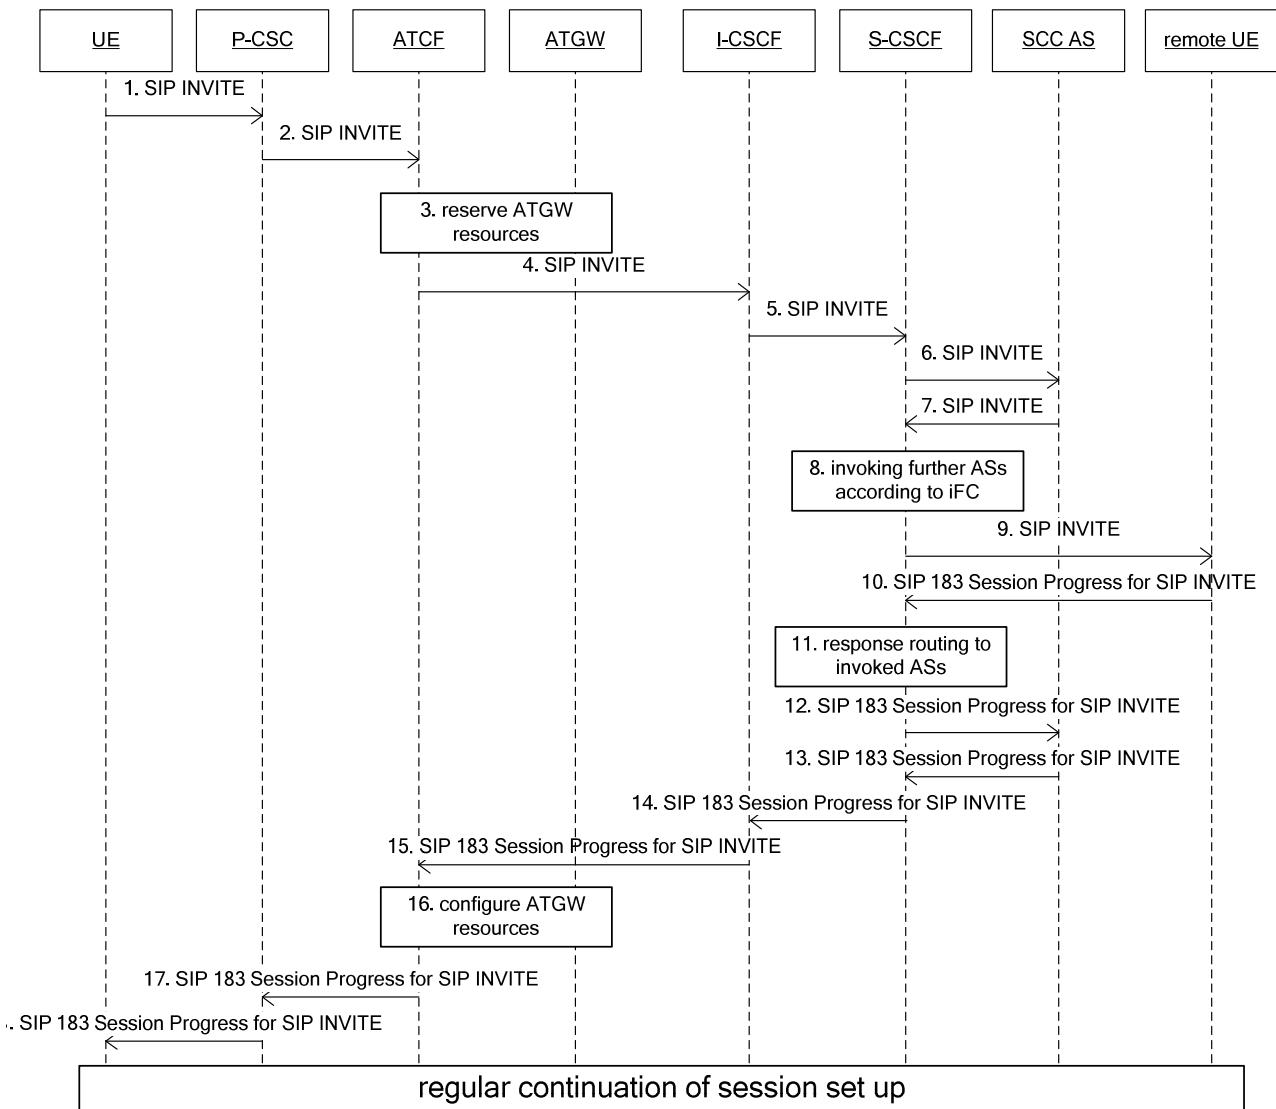 UE P-CSC ATCF ATGW I-CSCF S-CSCF SCC AS remote UE
1. SIP INVITE
2. SIP INVITE
3. reserve ATGW
resources
4. SIP INVITE
5. SIP INVITE
6. SIP INVITE
7. SIP INVITE
8. invoking further ASs
according to iFC
9. SIP INVITE
10. SIP 183 Session Progress for SIP INVITE
11. response routing to
invoked ASs
12. SIP 183 Session Progress for SIP INVITE
13. SIP 183 Session Progress for SIP INVITE
14. SIP 183 Session Progress for SIP INVITE
15. SIP 183 Session Progress for SIP INVITE
16. configure ATGW
resources
17. SIP 183 Session Progress for SIP INVITE
. SIP 183 Session Progress for SIP INVITE
regular continuation of session set up